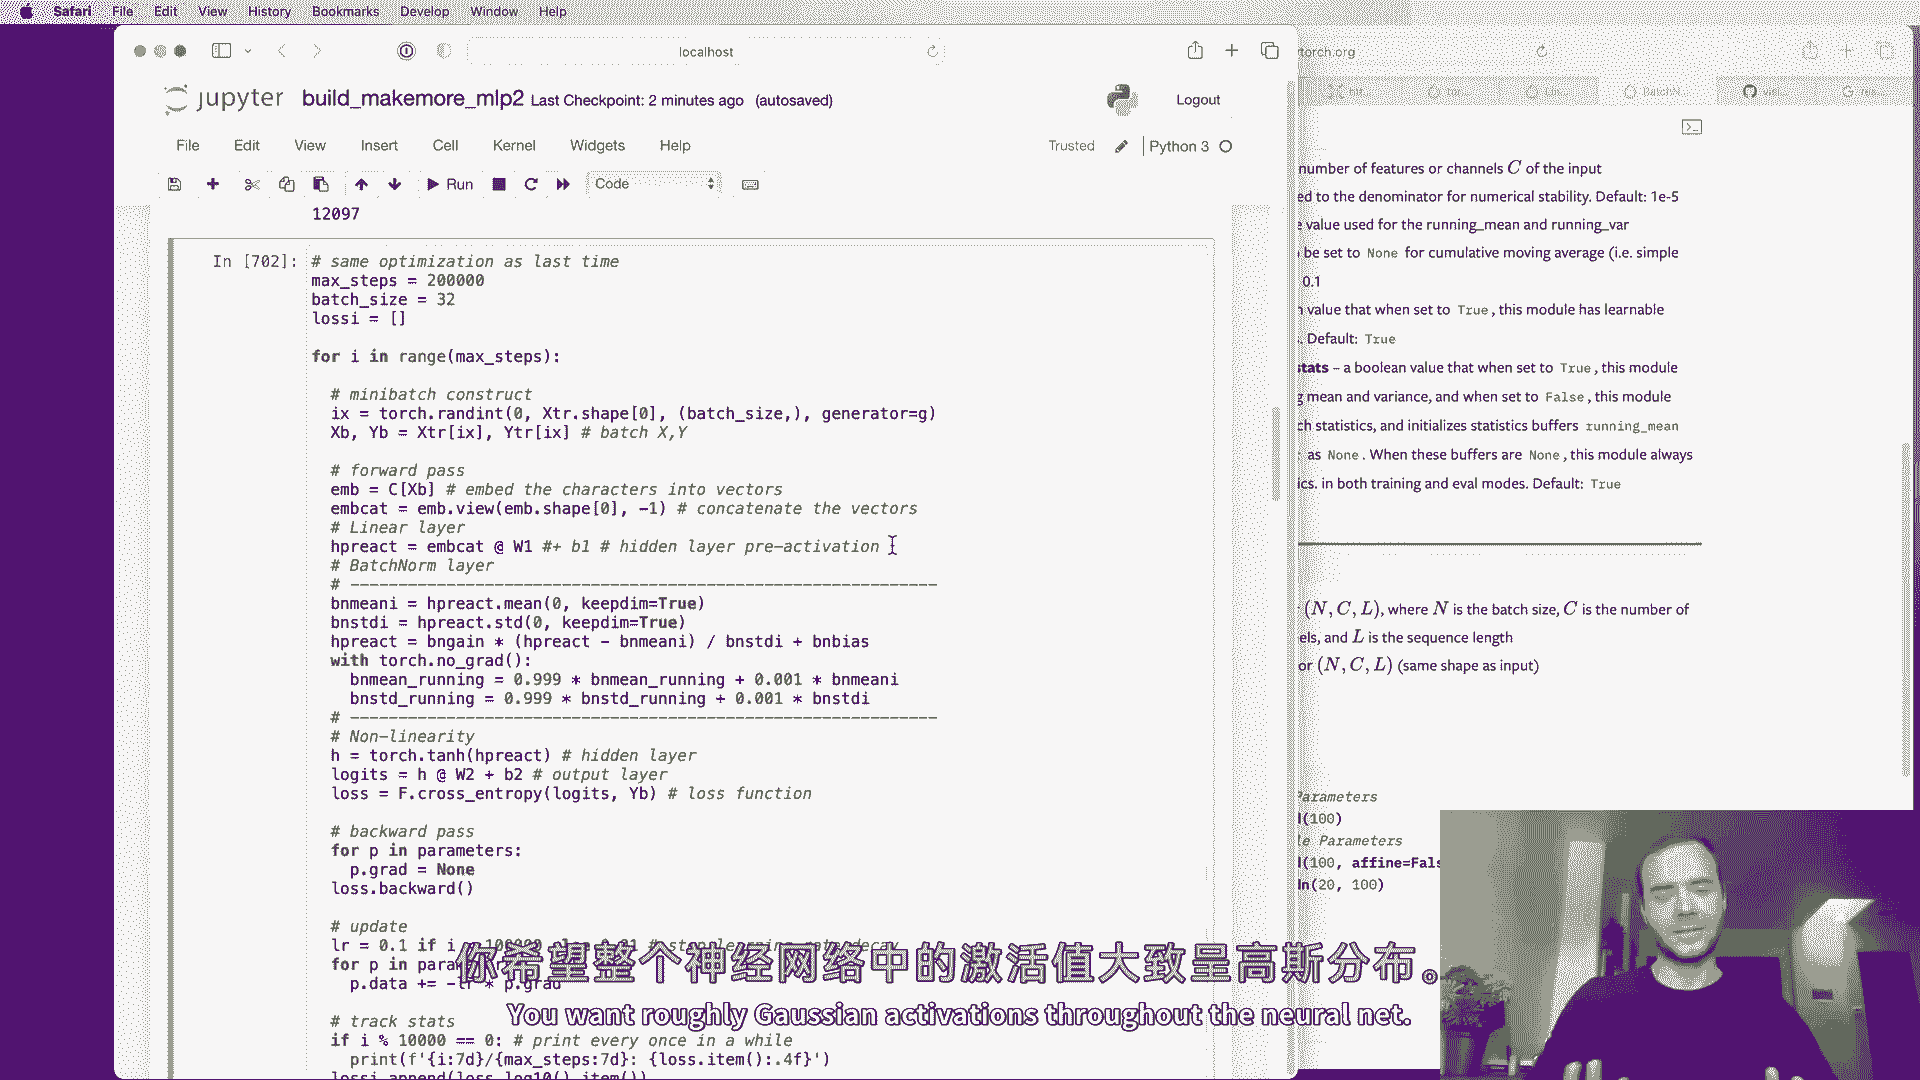 Safari File Edit View History Bookmarks Develop Window Help
localhost
jupyter build_makemore_mlp2 Last Checkpoint: 2 minutes ago (autosaved)
Logout
File Edit View Insert Cell Kernel Widgets Help
Trusted Python 3
Run Code
12097
In [702]: # same optimization as last time
max_steps = 200000
batch_size = 32
lossi = []
for i in range(max_steps):
# minibatch construct
ix = torch.randint(0, Xtr.shape[0], (batch_size,), generator=g)
Xb, Yb = Xtr[ix], Ytr[ix] # batch X,Y
# forward pass
emb = C[Xb] # embed the characters into vectors
embcat = emb.view(emb.shape[0], -1) # concatenate the vectors
# Linear layer
hpreact = embcat @ W1 #+ b1 # hidden layer pre-activation
# BatchNorm layer
# -------------------------------------------------------------
bnmeani = hpreact.mean(0, keepdim=True)
bnstdi = hpreact.std(0, keepdim=True)
hpreact = bngain * (hpreact - bnmeani) / bnstdi + bnbias
with torch.no_grad():
bnmean_running = 0.999 * bnmean_running + 0.001 * bnmeani
bnstd_running = 0.999 * bnstd_running + 0.001 * bnstdi
# -------------------------------------------------------------
# Non-linearity
h = torch.tanh(hpreact) # hidden layer
logits = h @ W2 + b2 # output layer
loss = F.cross_entropy(logits, Yb) # loss function
# backward pass
for p in parameters:
p.grad = None
loss.backward()
# update
lr = 0.1 if i
for p in
p.data += -lr * p.grad
# track stats
if i % 10000 == 0: # print every once in a while
print(f'{i:7d}/{max_steps:7d}: {loss.item():.4f}')
lossi.append(loss.log10().item())
torch.org
BatchN...
number of features or channels C of the input
ed to the denominator for numerical stability. Default: 1e-5
value used for the running_mean and running_var
be set to None for cumulative moving average (i.e. simple
0.1
value that when set to True, this module has learnable
. Default: True
stats – a boolean value that when set to True, this module
mean and variance, and when set to False, this module
ch statistics, and initializes statistics buffers running_mean
as None. When these buffers are None, this module always
ics. in both training and eval modes. Default: True
(N, C, L), where N is the batch size, C is the number of
els, and L is the sequence length
or (N, C, L) (same shape as input)
Parameters
(100)
le Parameters
(100, affine=Fal
n(20, 100)
你希望整个神经网络中的激活值大致呈高斯分布。
You want roughly Gaussian activations throughout the neural net.